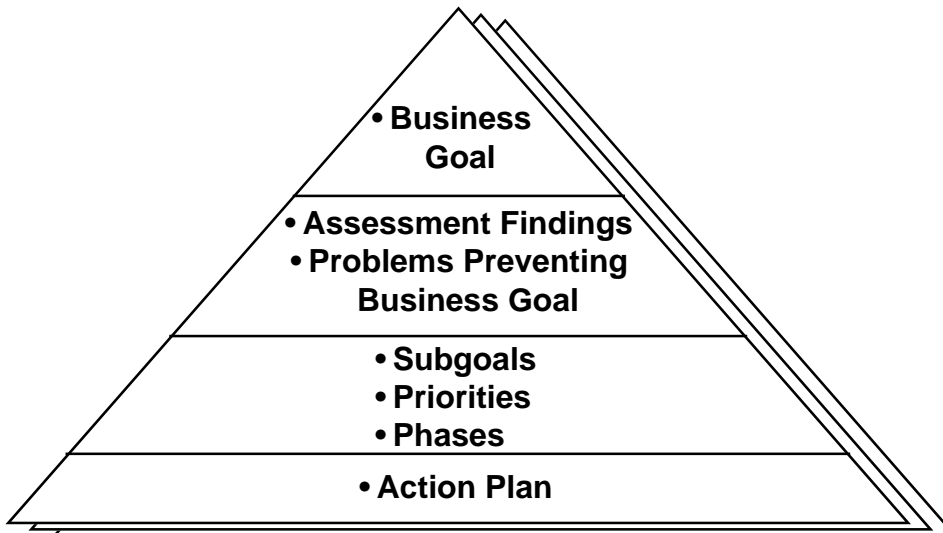 • Business
Goal
• Assessment Findings
• Problems Preventing
Business Goal
• Subgoals
• Priorities
• Phases
• Action Plan